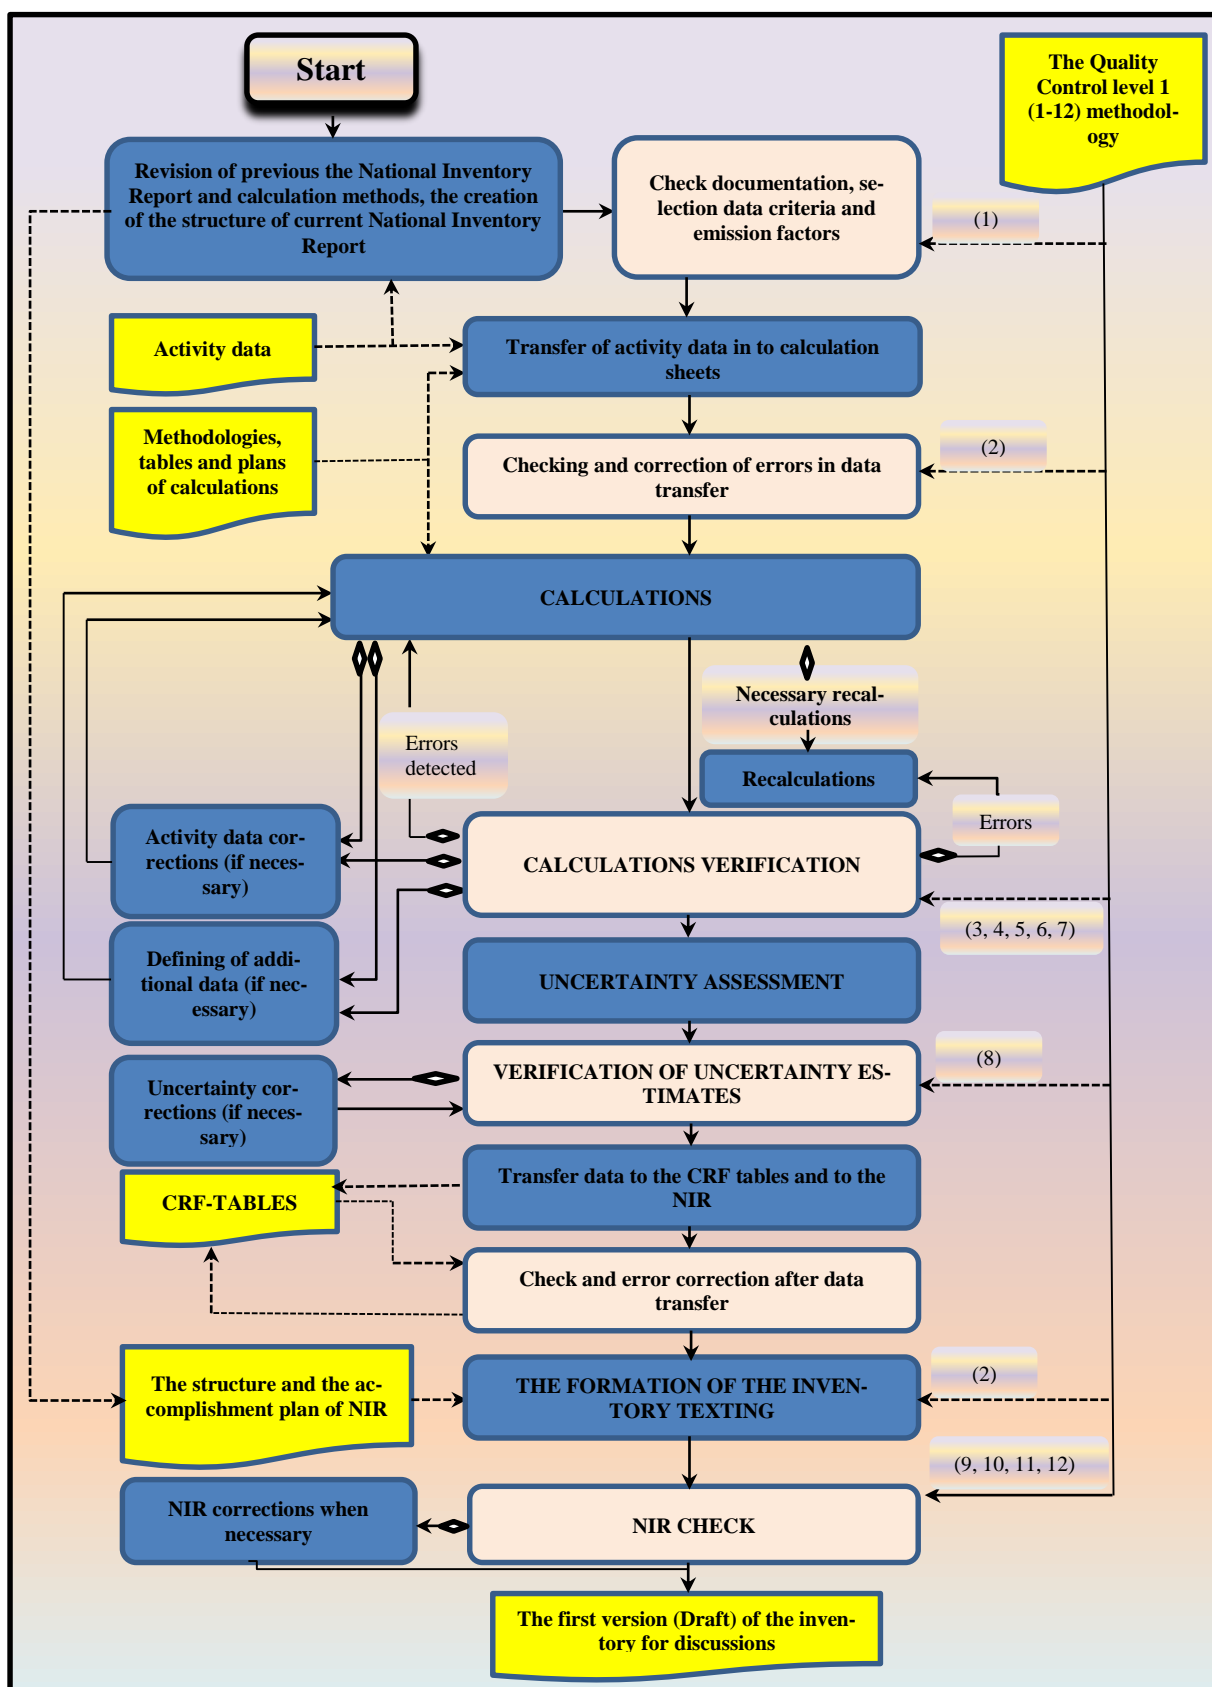 Start
The Quality
Control level 1
(1-12) methodol-
ogy
Revision of previous the National Inventory
Report and calculation methods, the creation
of the structure of current National Inventory
Report
Check documentation, se-
lection data criteria and
emission factors
(1)
Activity data
Transfer of activity data in to calculation
sheets
Methodologies,
tables and plans
of calculations
Checking and correction of errors in data
transfer
(2)
CALCULATIONS
Necessary recal-
culations
Errors
detected
Recalculations
Errors
Activity data cor-
rections (if neces-
sary)
CALCULATIONS VERIFICATION
(3, 4, 5, 6, 7)
Defining of addi-
tional data (if nec-
essary)
UNCERTAINTY ASSESSMENT
(8)
Uncertainty cor-
rections (if neces-
sary)
VERIFICATION OF UNCERTAINTY ES-
TIMATES
CRF-TABLES
Transfer data to the CRF tables and to the
NIR
Check and error correction after data
transfer
The structure and the ac-
complishment plan of NIR
THE FORMATION OF THE INVEN-
TORY TEXTING
(2)
(9, 10, 11, 12)
NIR corrections when
necessary
NIR CHECK
The first version (Draft) of the inven-
tory for discussions